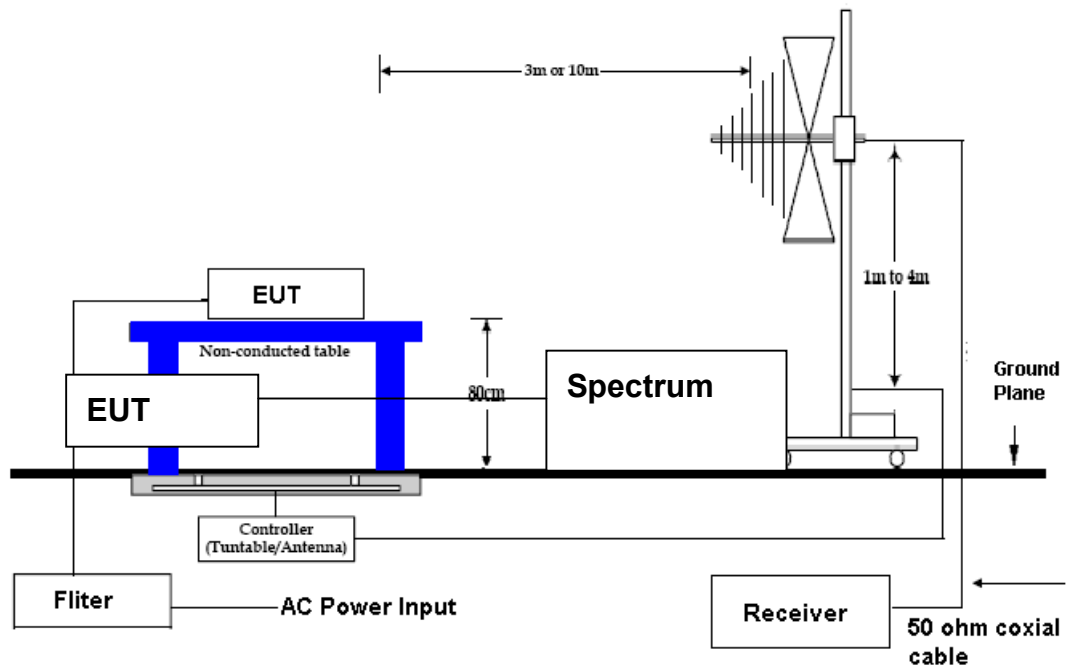 3m or 10m
1m to 4m
EUT
Non-conducted table
80cm
EUT
Spectrum
Ground
Plane
Controller
(Tuntable/Antenna)
Fliter
AC Power Input
Receiver
50 ohm coxial
cable